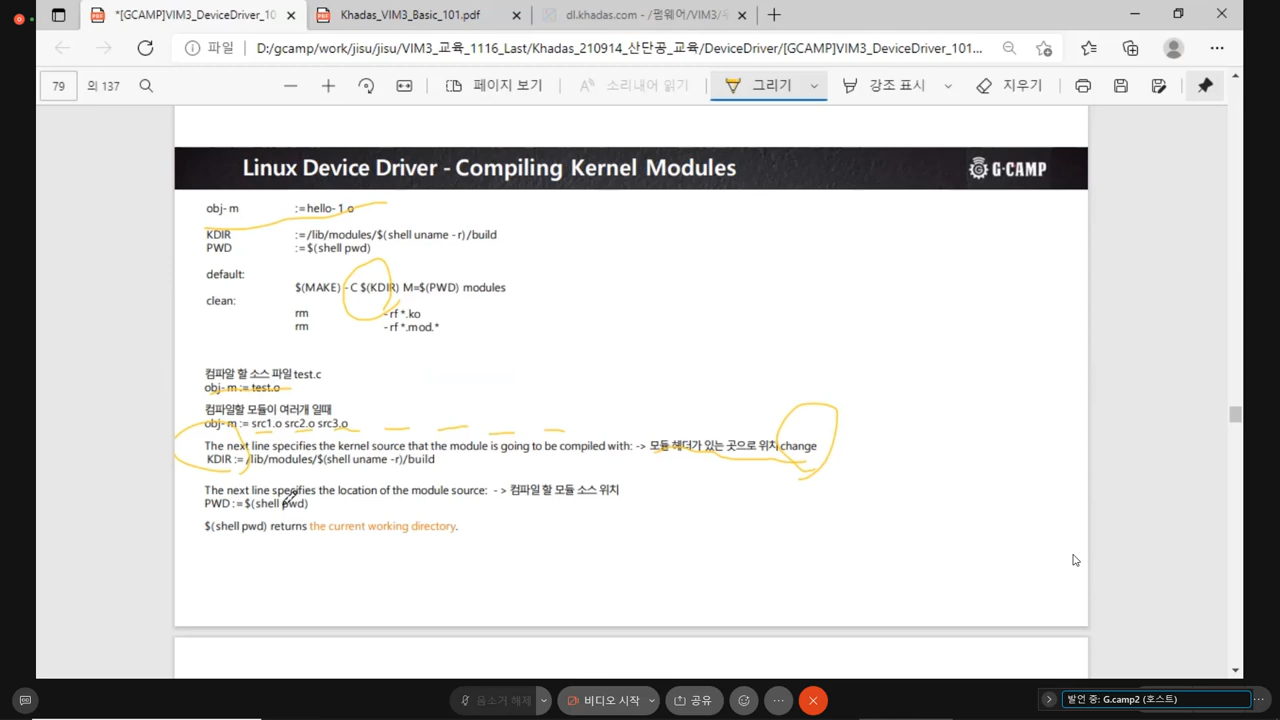 *[GCAMP]VIM3_DeviceDriver_10
Khadas_VIM3_Basic_101.pdf
dl.khadas.com - /펌웨어/VIM3/
파일
D:/gcamp/work/jisu/jisu/VIM3_교육_1116_Last/Khadas_210914_산단공_교육/DeviceDriver/[GCAMP]VIM3_DeviceDriver_101...
79 의 137
페이지 보기
소리내어 읽기
그리기
강조 표시
지우기
Linux Device Driver - Compiling Kernel Modules
G·CAMP
obj- m := hello- 1.o
KDIR := /lib/modules/$(shell uname - r)/build
PWD := $(shell pwd)
default:
$(MAKE) - C $(KDIR) M=$(PWD) modules
clean:
rm - rf *.ko
rm - rf *.mod.*
컴파알 할 소스 파일 test.c
obj- m := test.o
컴파일할 모듈이 여러개 일때
obj- m := src1.o src2.o src3.o
The next line specifies the kernel source that the module is going to be compiled with: -> 모듈 헤더가 있는 곳으로 위치 change
KDIR := /lib/modules/$(shell uname -r)/build
The next line specifies the location of the module source: - > 컴파일 할 모듈 소스 위치
PWD := $(shell pwd)
$(shell pwd) returns the current working directory.
음소거 해제
비디오 시작
공유
발언 중: G.camp2 (호스트)